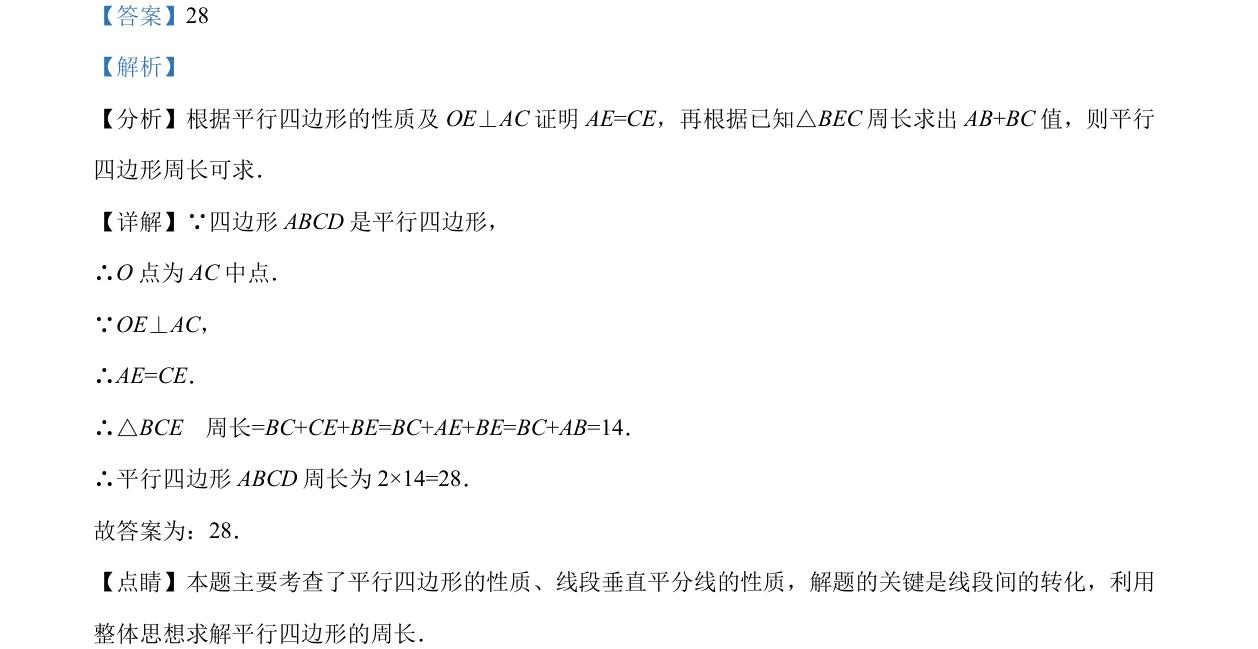 【答案】28
【解析】
【分析】根据平行四边形的性质及 OE⊥AC 证明 AE=CE，再根据已知△BEC 周长求出 AB+BC 值，则平行
四边形周长可求．
【详解】∵四边形 ABCD 是平行四边形，
∴O 点为 AC 中点．
∵OE⊥AC，
∴AE=CE．
∴△BCE 周长=BC+CE+BE=BC+AE+BE=BC+AB=14．
∴平行四边形 ABCD 周长为 2×14=28．
故答案为：28．
【点睛】本题主要考查了平行四边形的性质、线段垂直平分线的性质，解题的关键是线段间的转化，利用
整体思想求解平行四边形的周长．